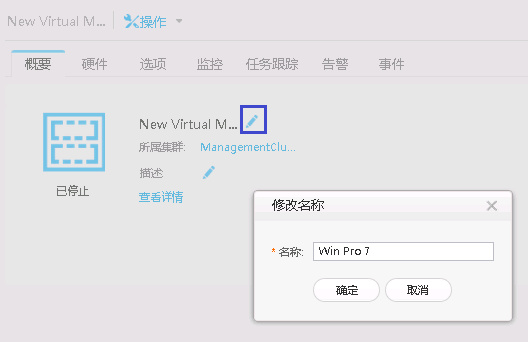 New Virtual M... 操作
概要 硬件 选项 监控 任务跟踪 告警 事件
New Virtual M...
所属集群: ManagementClu...
描述
已停止
查看详情
修改名称
* 名称: Win Pro 7
确定 取消